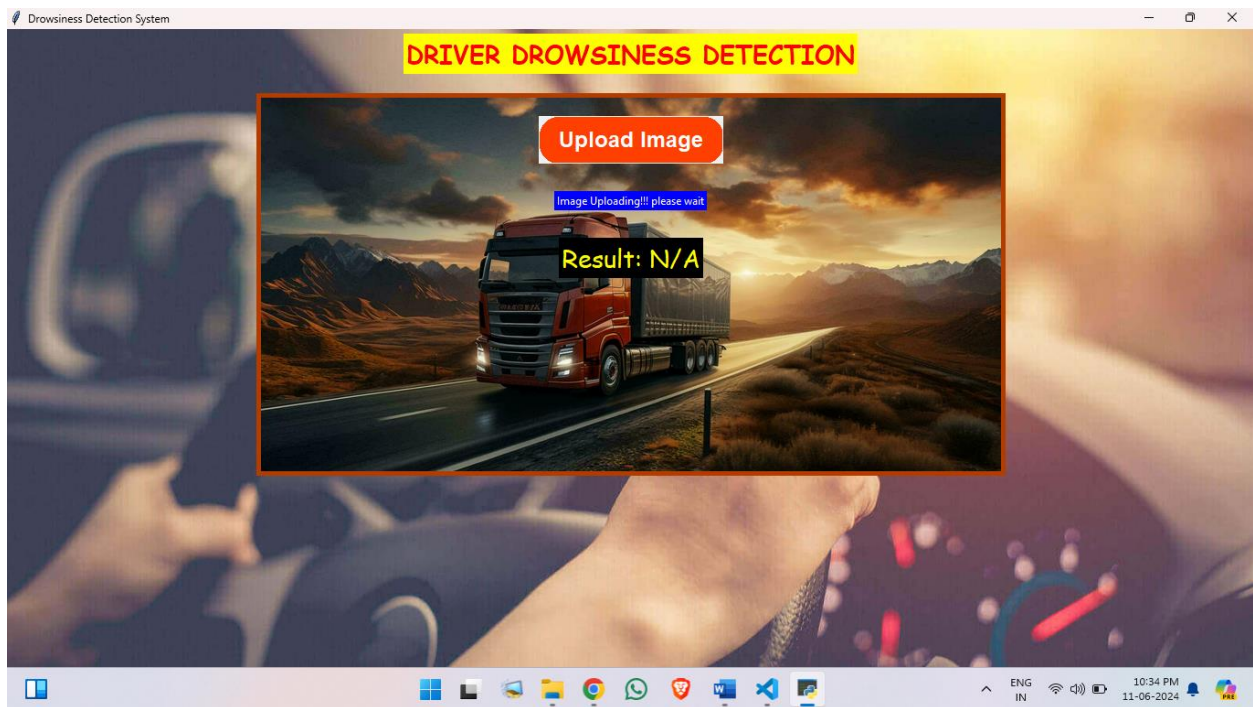 Drowsiness Detection System
DRIVER DROWSINESS DETECTION
Upload Image
Image Uploading!!! please wait
Result: N/A
ENG
IN
10:34 PM
11-06-2024
PRE